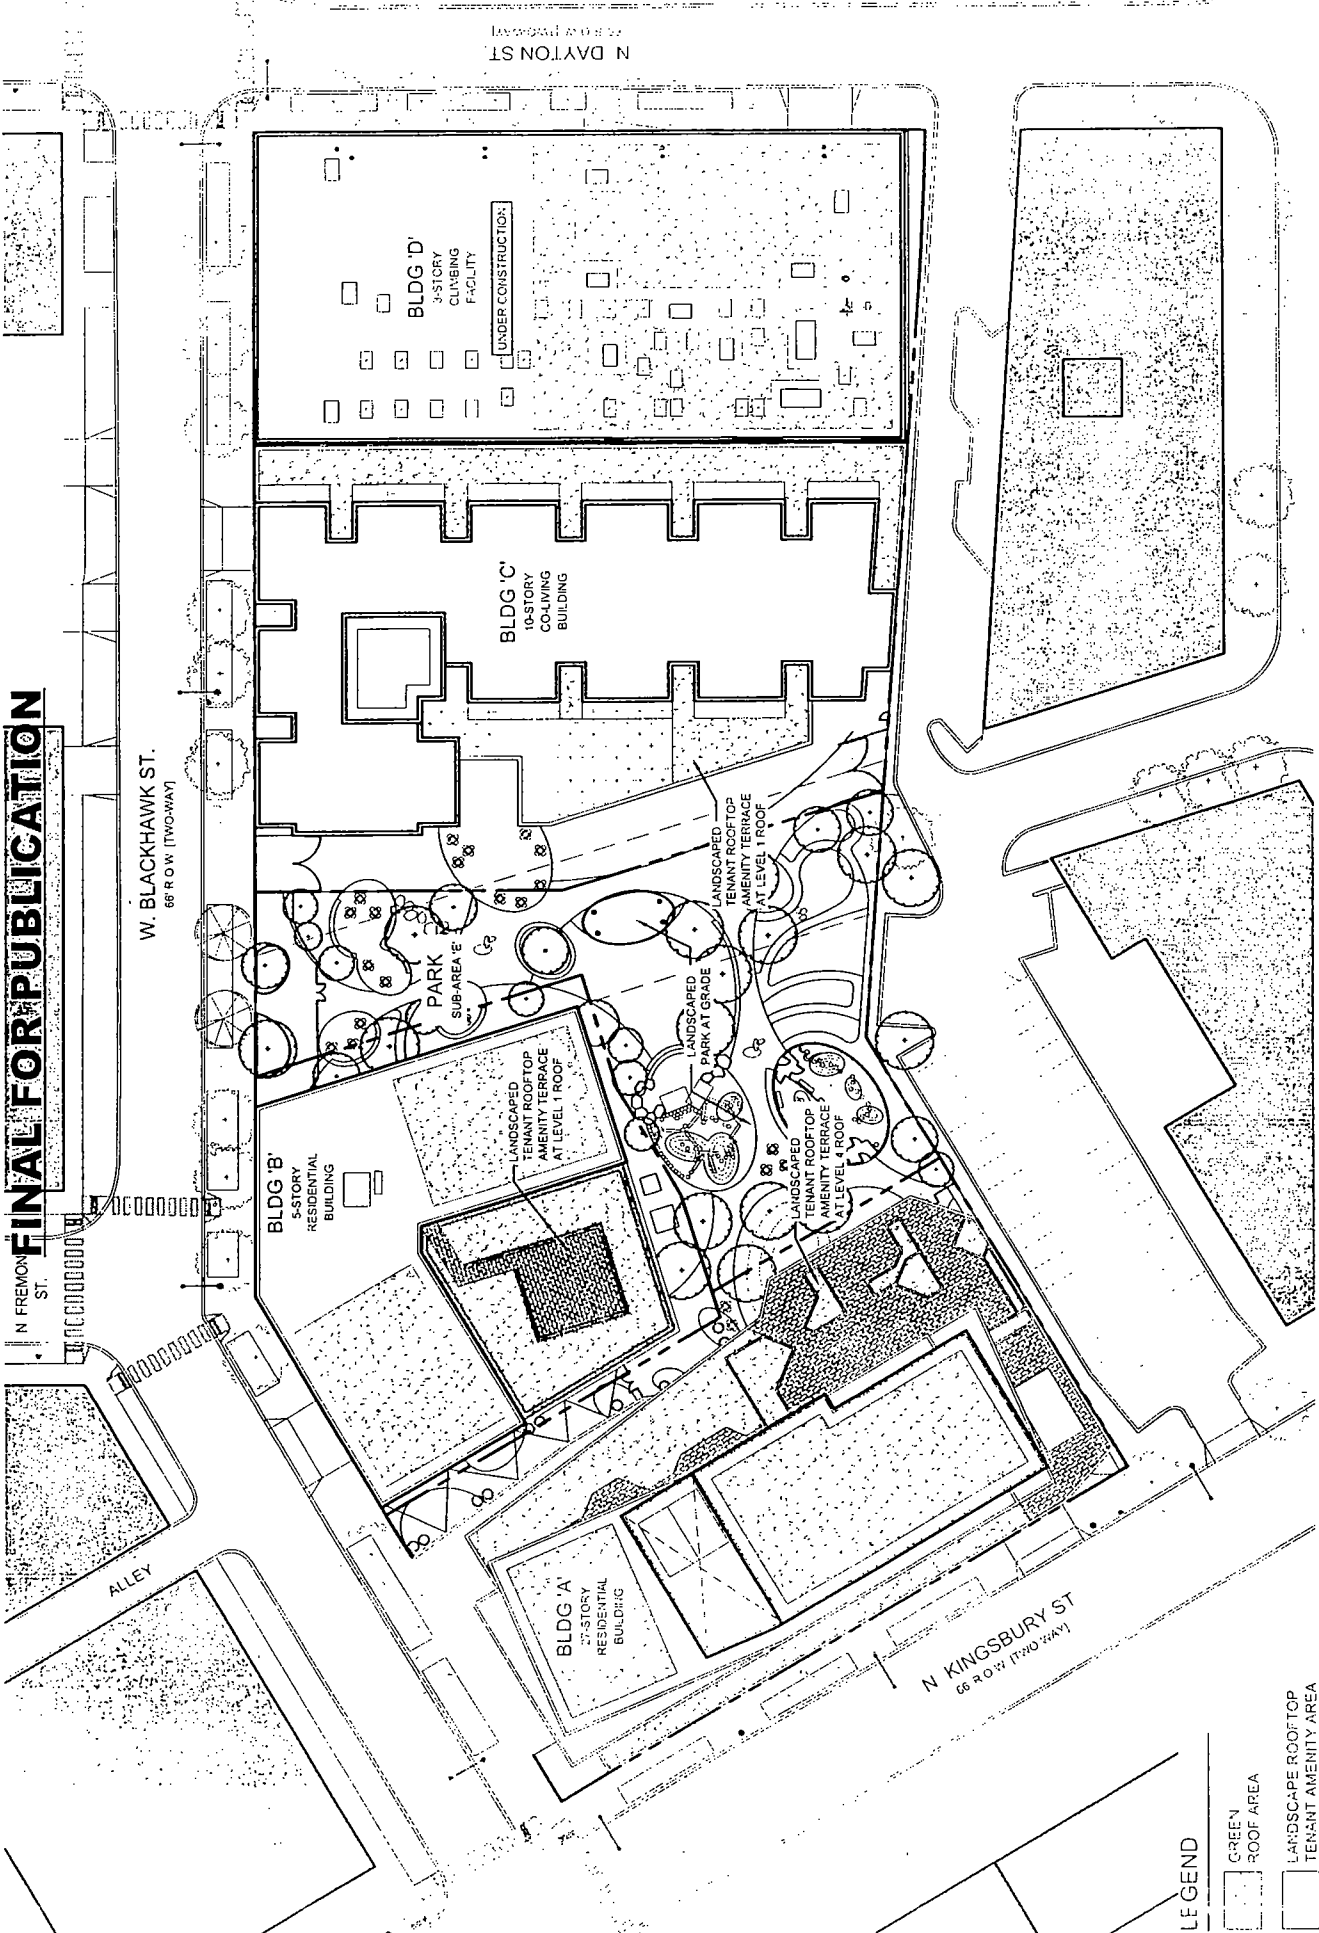 FINAL FOR PUBLICATION
N FREMONT
ST.
W. BLACKHAWK ST.
66' R O W [TWO-WAY]
N DAYTON ST.
BLDG 'D'
3-STORY
CLIMBING
FACILITY
UNDER CONSTRUCTION
BLDG 'C'
10-STORY
CO-LIVING
BUILDING
LANDSCAPED
TENANT ROOFTOP
AMENITY TERRACE
AT LEVEL 1 ROOF
PARK
SUB-AREA 'E'
LANDSCAPED
PARK AT GRADE
BLDG 'B'
5-STORY
RESIDENTIAL
BUILDING
LANDSCAPED
TENANT ROOFTOP
AMENITY TERRACE
AT LEVEL 1 ROOF
LANDSCAPED
TENANT ROOFTOP
AMENITY TERRACE
AT LEVEL 4 ROOF
ALLEY
BLDG 'A'
27-STORY
RESIDENTIAL
BUILDING
N KINGSBURY ST
66 R O W [TWO WAY]
LEGEND
GREEN
ROOF AREA
LANDSCAPE ROOFTOP
TENANT AMENITY AREA